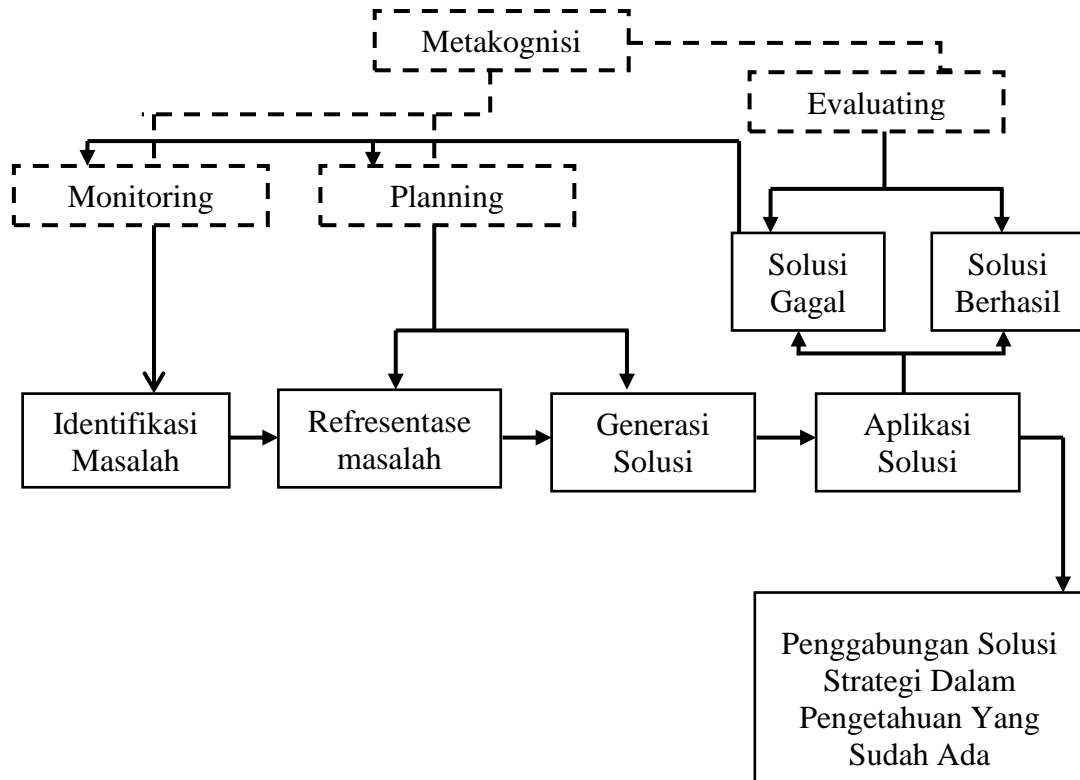 Metakognisi
Evaluating
Monitoring
Planning
Solusi
Gagal
Solusi
Berhasil
Identifikasi
Masalah
Refresentase
masalah
Generasi
Solusi
Aplikasi
Solusi
Penggabungan Solusi
Strategi Dalam
Pengetahuan Yang
Sudah Ada